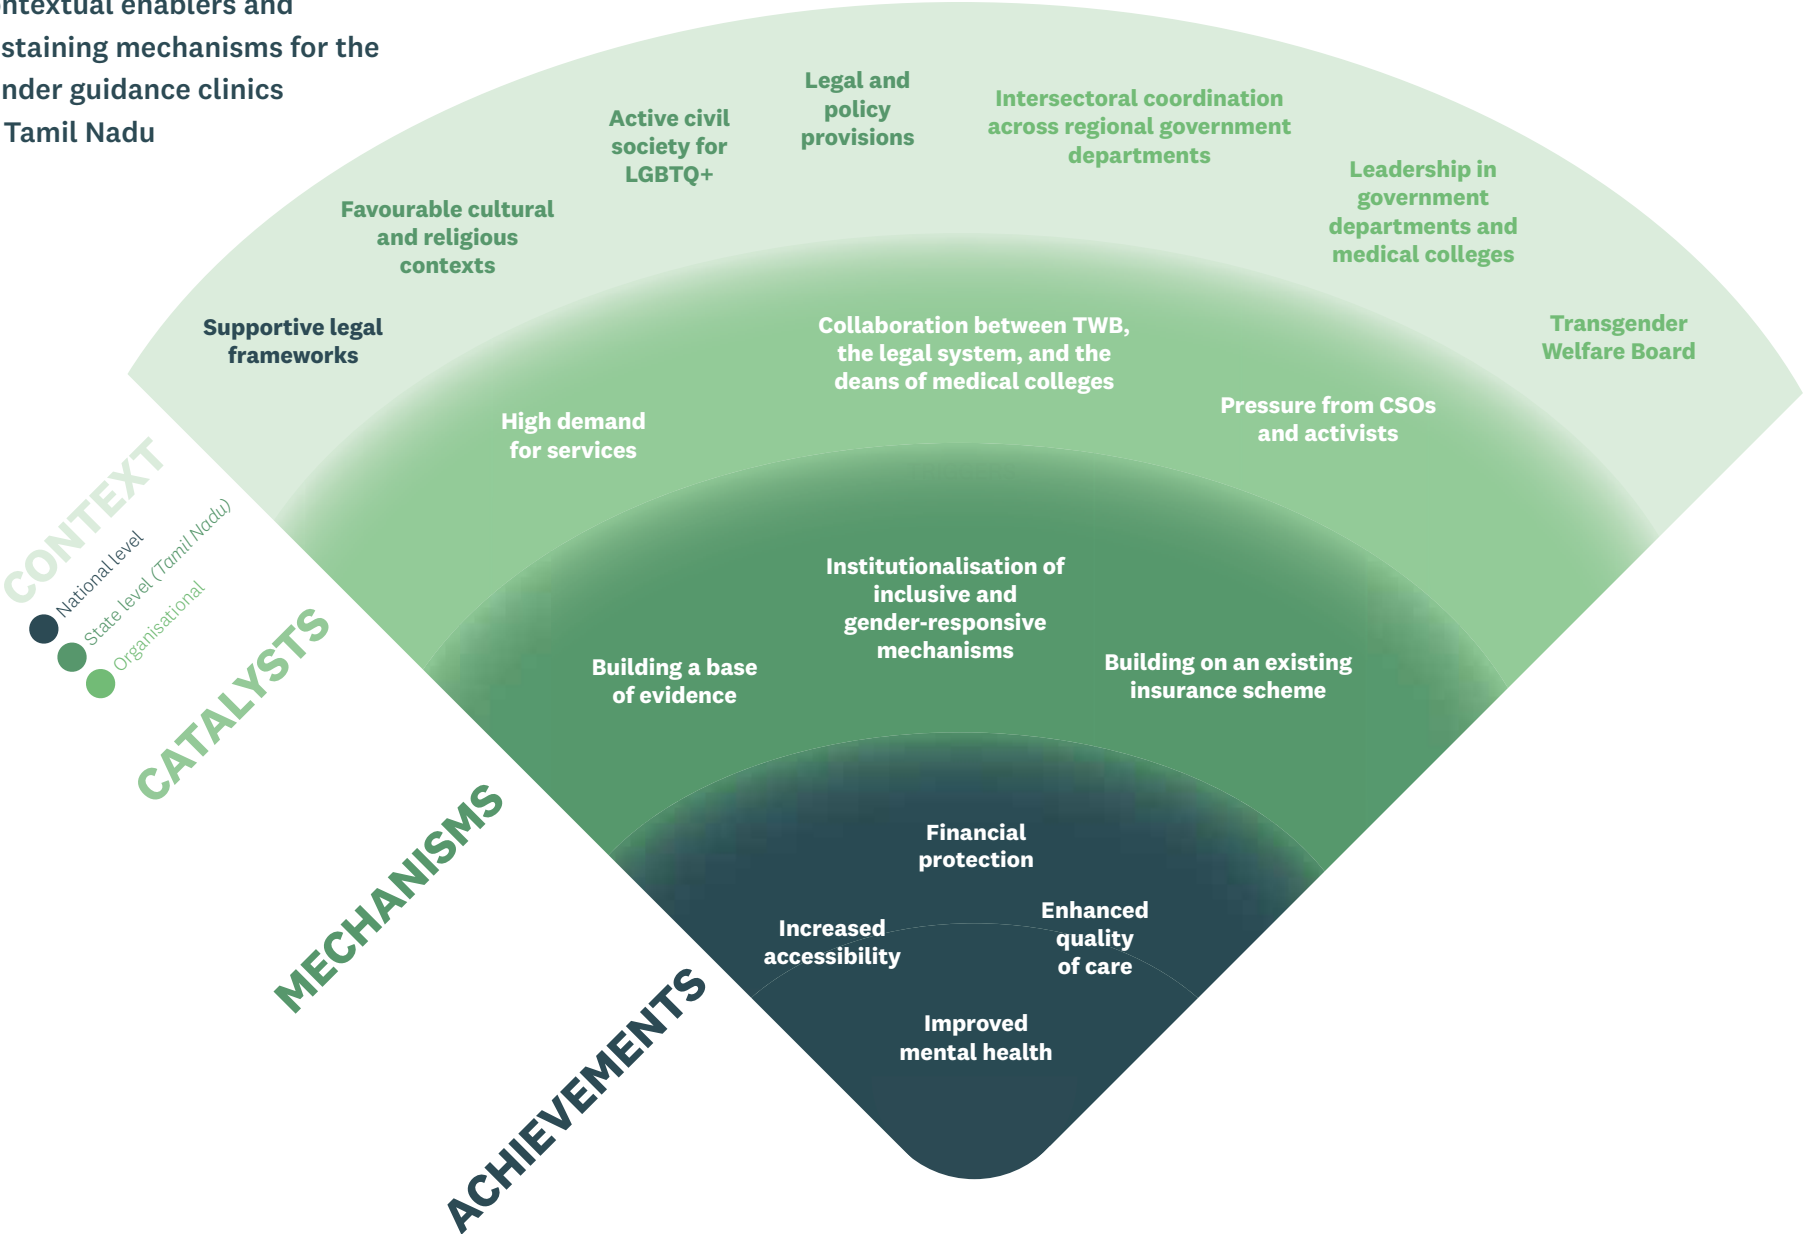 ntextual enablers and
staining mechanisms for the
nder guidance clinics
Tamil Nadu
Legal and
policy
provisions
Intersectoral coordination
across regional government
departments
Active civil
society for
LGBTQ+
Leadership in
government
departments and
medical colleges
Favourable cultural
and religious
contexts
Supportive legal
frameworks
Transgender
Welfare Board
Collaboration between TWB,
the legal system, and the
deans of medical colleges
High demand
for services
Pressure from CSOs
and activists
CONTEXT
National level
State level (Tamil Nadu)
Organisational
CATALYSTS
Institutionalisation of
inclusive and
gender-responsive
mechanisms
Building a base
of evidence
Building on an existing
insurance scheme
MECHANISMS
Financial
protection
Increased
accessibility
Enhanced
quality
of care
Improved
mental health
ACHIEVEMENTS